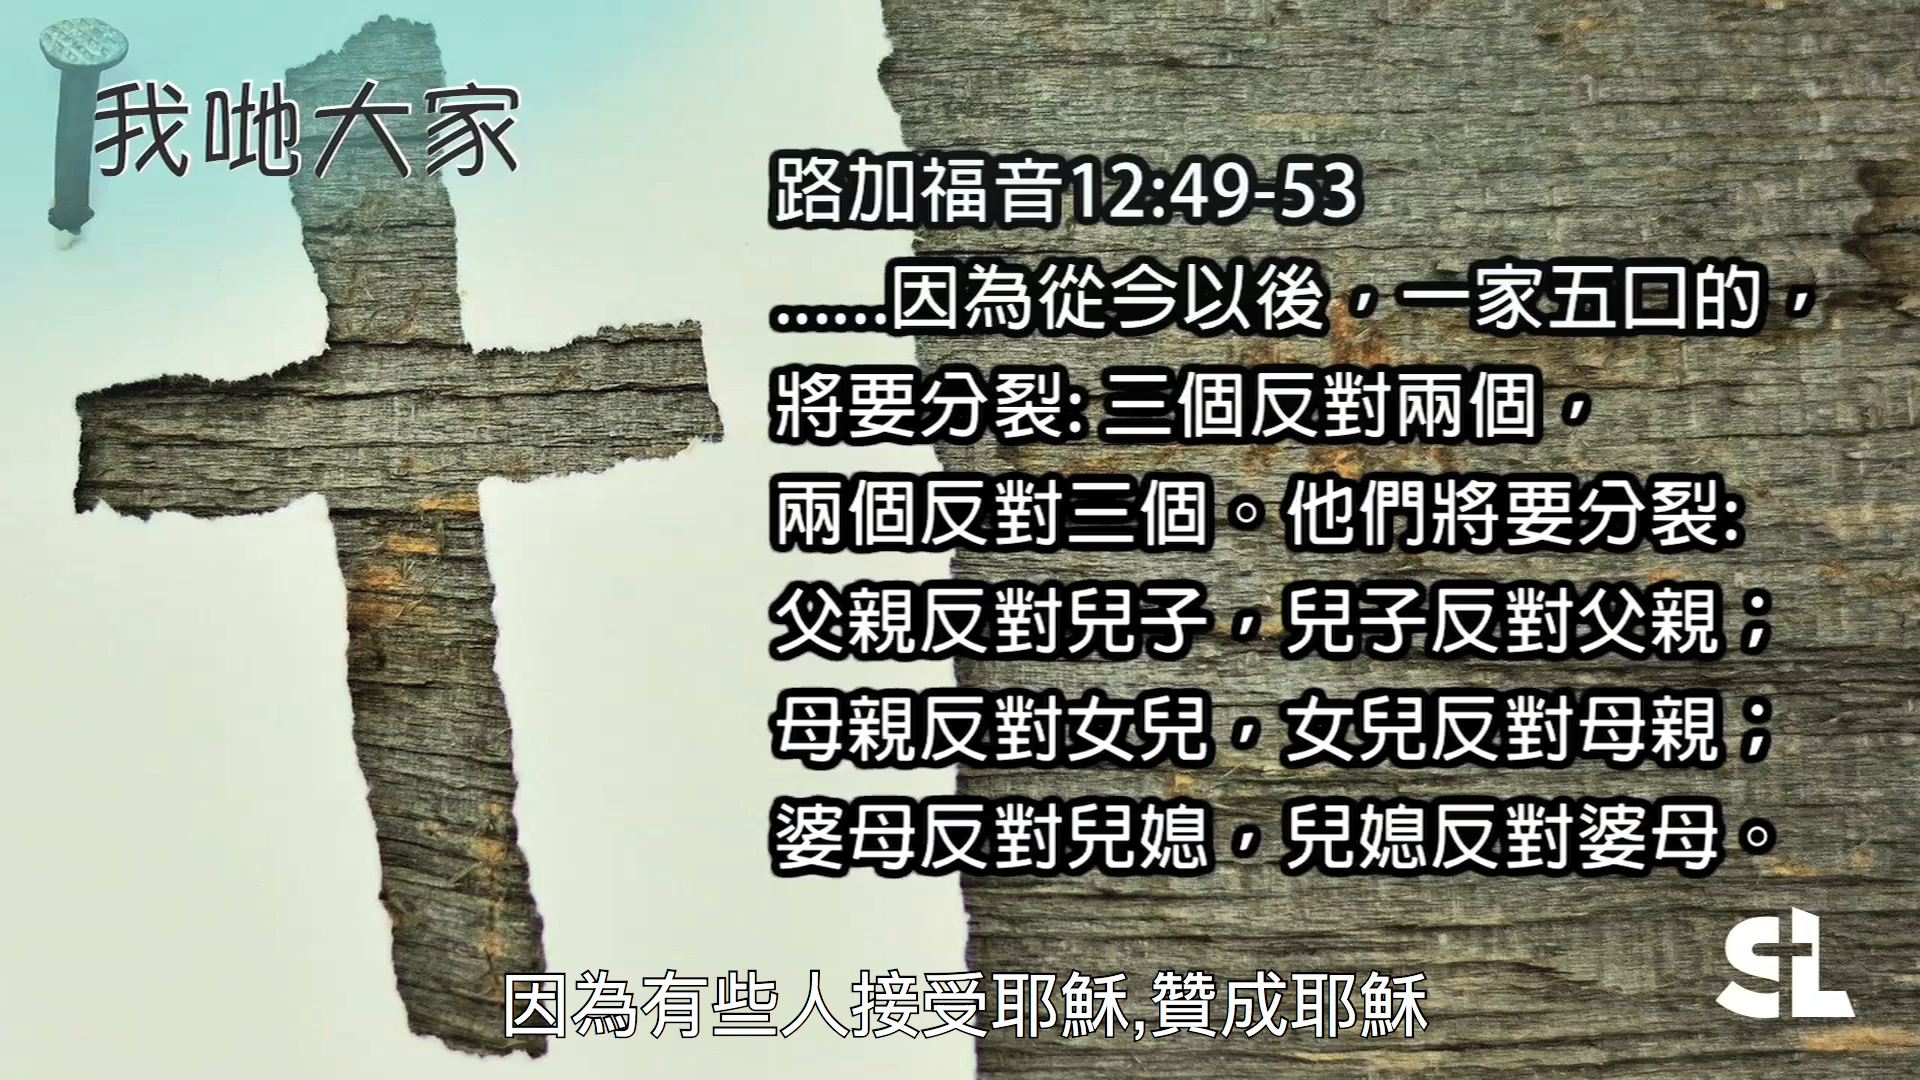 我哋大家
路加福音12:49-53
......因為從今以後，一家五口的，
將要分裂: 三個反對兩個，
兩個反對三個。他們將要分裂:
父親反對兒子，兒子反對父親；
母親反對女兒，女兒反對母親；
婆母反對兒媳，兒媳反對婆母。
SL
因為有些人接受耶穌,贊成耶穌